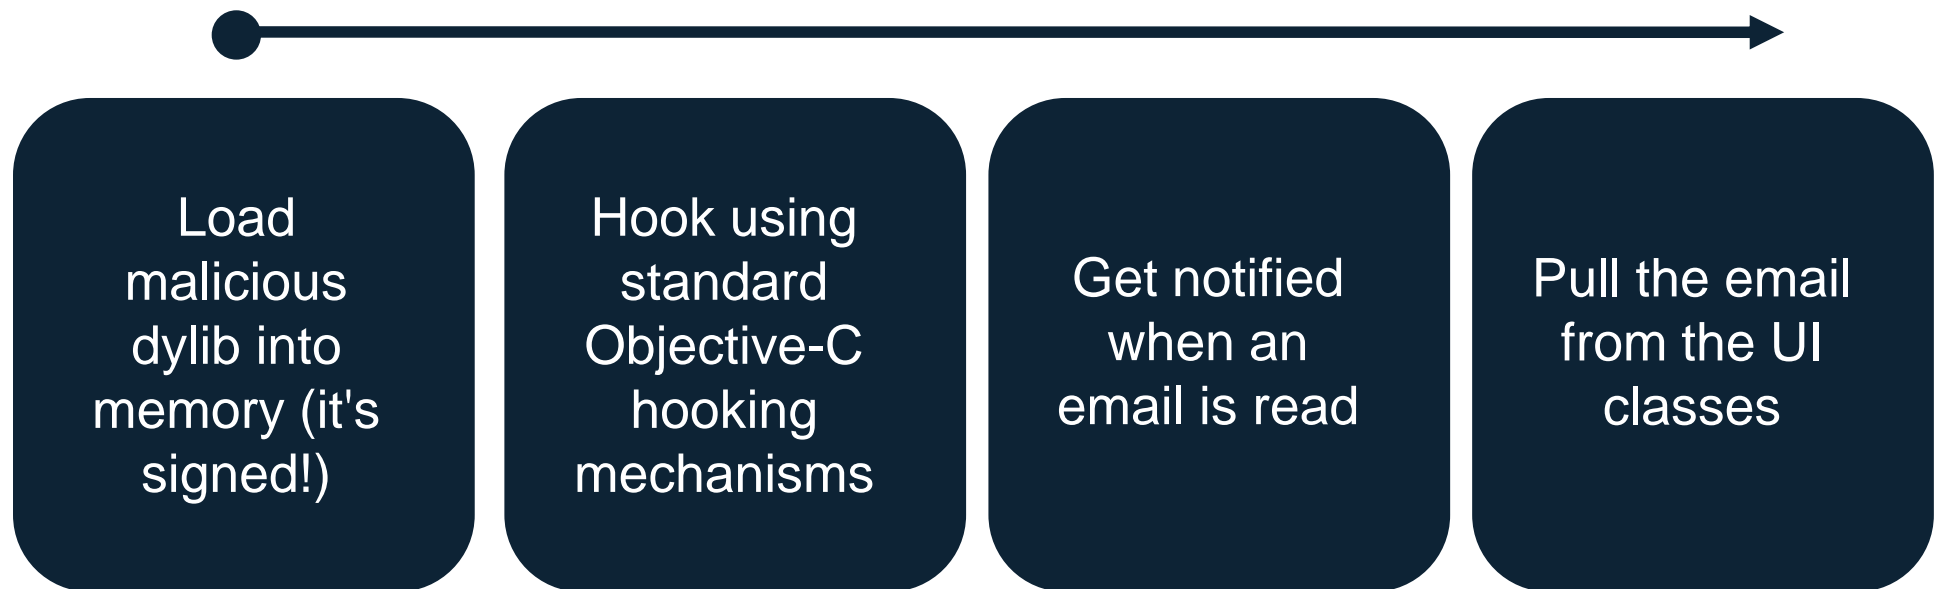 Load
malicious
dylib into
memory (it's
signed!)
Hook using
standard
Objective-C
hooking
mechanisms
Get notified
when an
email is read
Pull the email
from the UI
classes